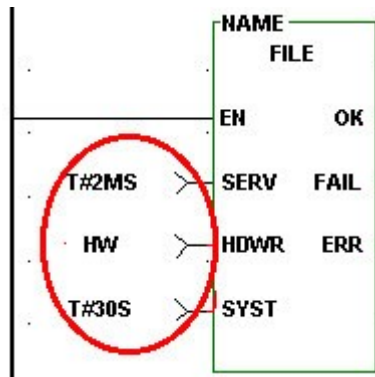 NAME
FILE
EN OK
T#2MS SERV FAIL
HW HDWR ERR
T#30S SYST